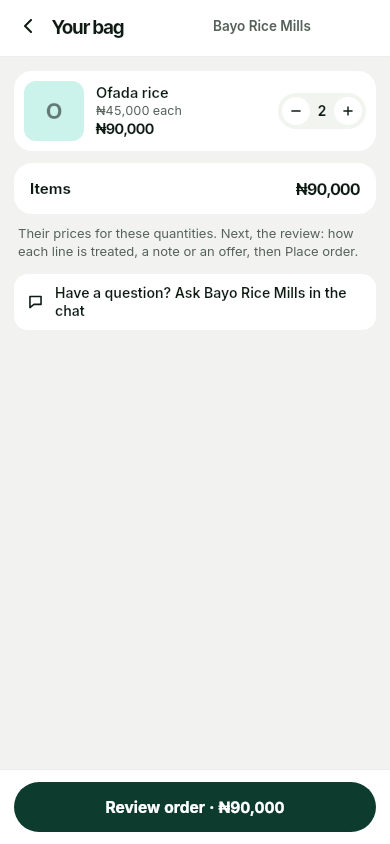 Your bag
Bayo Rice Mills
O
Ofada rice
₦45,000 each
₦90,000
− 2 +
Items
₦90,000
Their prices for these quantities. Next, the review: how
each line is treated, a note or an offer, then Place order.
Have a question? Ask Bayo Rice Mills in the
chat
Review order · ₦90,000